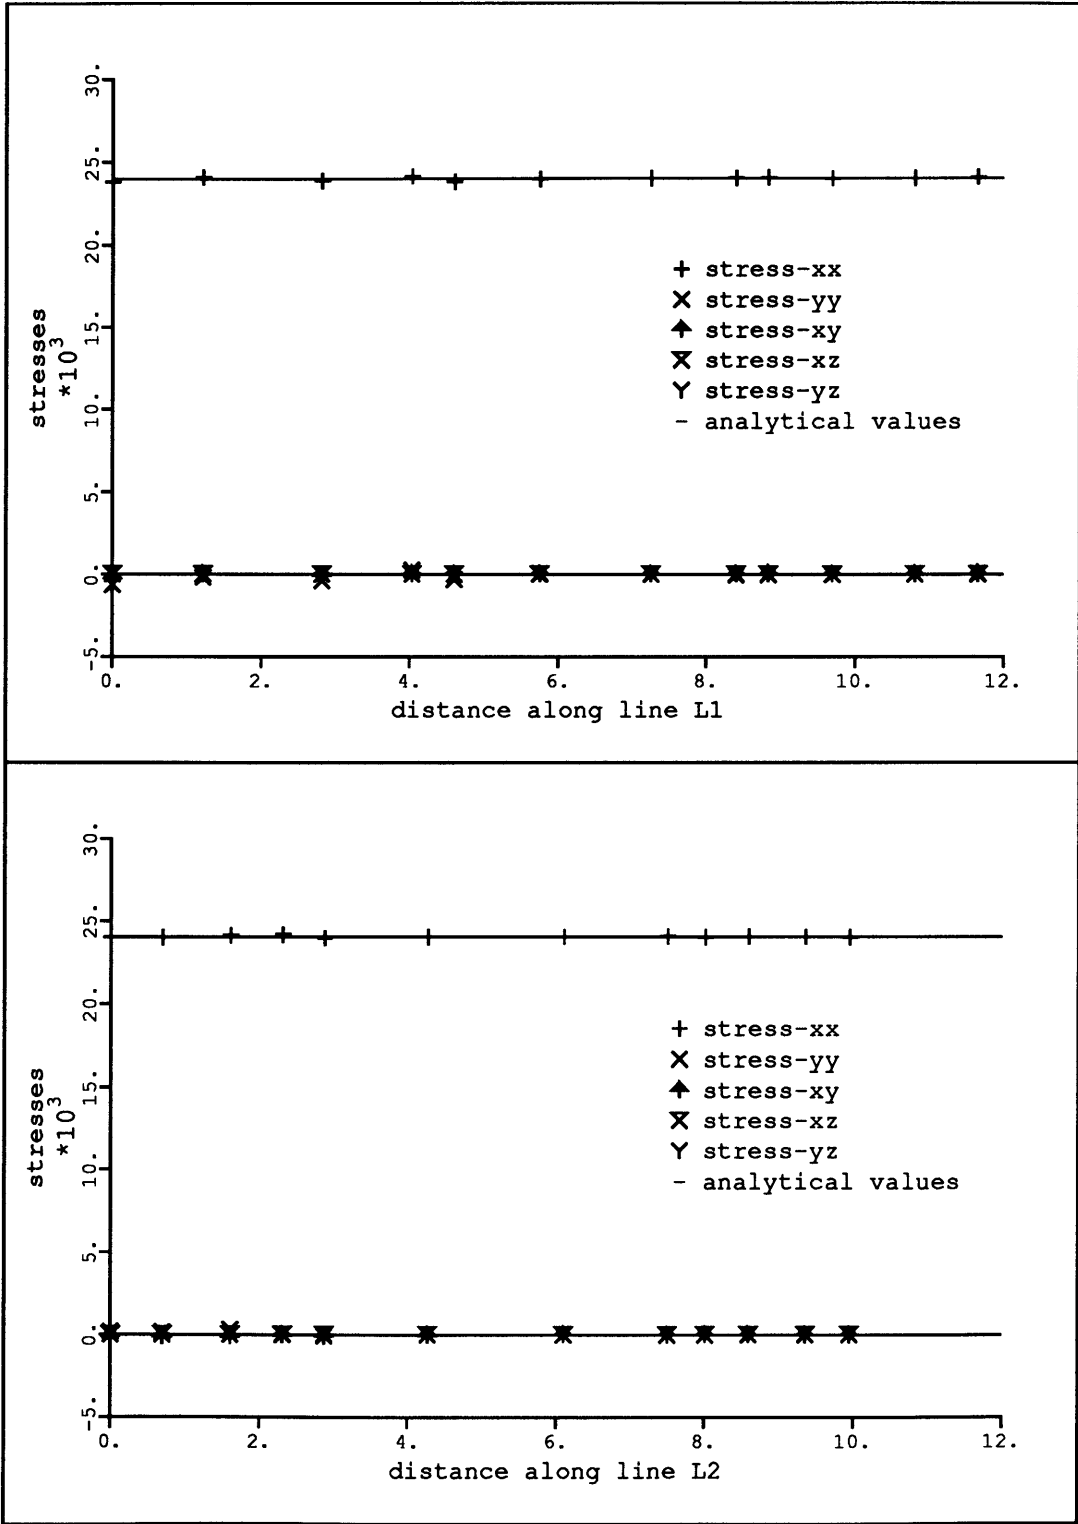 30.
25.
20.
15.
10.
5.
0.
-5.
stresses
*10^3
+ stress-xx
× stress-yy
stress-xy
stress-xz
Y stress-yz
- analytical values
0. 2. 4. 6. 8. 10. 12.
distance along line L1
30.
25.
20.
15.
10.
5.
0.
-5.
stresses
*10^3
+ stress-xx
× stress-yy
stress-xy
stress-xz
Y stress-yz
- analytical values
0. 2. 4. 6. 8. 10. 12.
distance along line L2